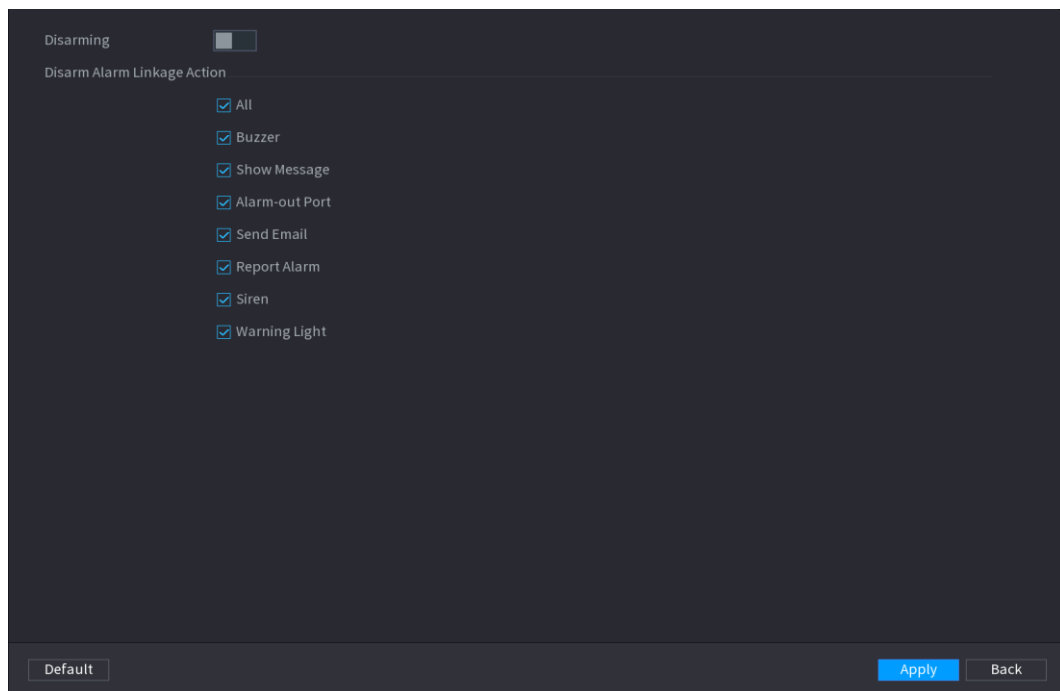 Disarming
Disarm Alarm Linkage Action
All
Buzzer
Show Message
Alarm-out Port
Send Email
Report Alarm
Siren
Warning Light
Default Apply Back